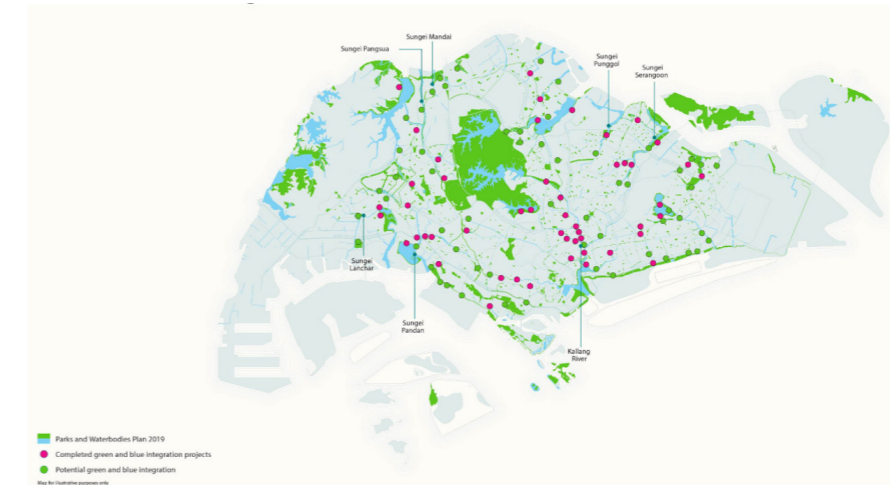 Sungei Mandai
Sungei Pangsua
Sungei
Punggol
Sungei
Serangoon
Sungei
Lanchar
Sungei
Pandan
Kallang
River
Parks and Waterbodies Plan 2019
Completed green and blue integration projects
Potential green and blue integration
Map for illustrative purposes only